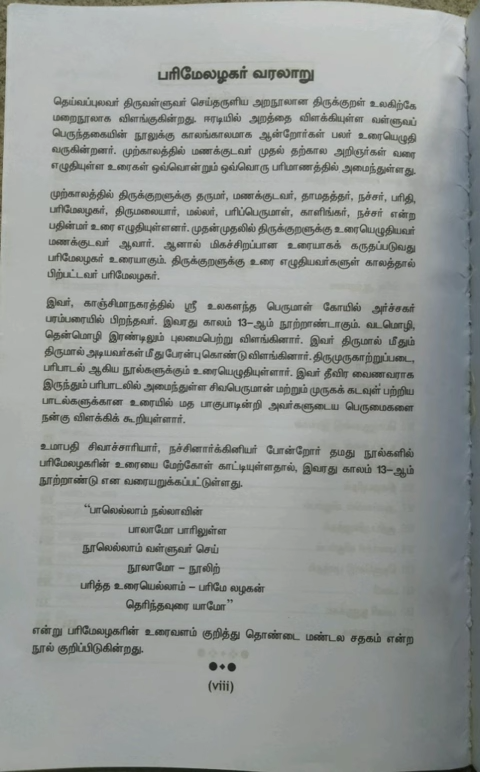 பரிமேலழகர் வரலாறு
தெய்வப்புலவர் திருவள்ளுவர் செய்தருளிய அறநூலான திருக்குறள் உலகிற்கே
மறைநூலாக விளங்குகின்றது. ஈரடியில் அறத்தை விளக்கியுள்ள வள்ளுவப்
பெருந்தகையின் நூலுக்கு காலங்காலமாக ஆன்றோர்கள் பலர் உரையெழுதி
வருகின்றனர். முற்காலத்தில் மணக்குடவர் முதல் தற்கால அறிஞர்கள் வரை
எழுதியுள்ள உரைகள் ஒவ்வொன்றும் ஒவ்வொரு பரிமாணத்தில் அமைந்துள்ளது.
முற்காலத்தில் திருக்குறளுக்கு தருமர், மணக்குடவர், தாமதத்தர், நச்சர், பரிதி,
பரிமேலழகர், திருமலையார், மல்லர், பரிப்பெருமாள், காளிங்கர், நச்சர் என்ற
பதின்மர் உரை எழுதியுள்ளனர். முதன்முதலில் திருக்குறளுக்கு உரையெழுதியவர்
மணக்குடவர் ஆவார். ஆனால் மிகச்சிறப்பான உரையாகக் கருதப்படுவது
பரிமேலழகர் உரையாகும். திருக்குறளுக்கு உரை எழுதியவர்களுள் காலத்தால்
பிற்பட்டவர் பரிமேலழகர்.
இவர், காஞ்சிமாநகரத்தில் ஸ்ரீ உலகளந்த பெருமாள் கோயில் அர்ச்சகர்
பரம்பரையில் பிறந்தவர். இவரது காலம் 13-ஆம் நூற்றாண்டாகும். வடமொழி,
தென்மொழி இரண்டிலும் புலமைபெற்று விளங்கினார். இவர் திருமால் மீதும்
திருமால் அடியவர்கள் மீது பேரன்பு கொண்டு விளங்கினார். திருமுருகாற்றுப்படை,
பரிபாடல் ஆகிய நூல்களுக்கும் உரையெழுதியுள்ளார். இவர் தீவிர வைணவராக
இருந்தும் பரிபாடலில் அமைந்துள்ள சிவபெருமான் மற்றும் முருகக் கடவுள் பற்றிய
பாடல்களுக்கான உரையில் மத பாகுபாடின்றி அவர்களுடைய பெருமைகளை
நன்கு விளக்கிக் கூறியுள்ளார்.
உமாபதி சிவாச்சாரியார், நச்சினார்க்கினியர் போன்றோர் தமது நூல்களில்
பரிமேலழகரின் உரையை மேற்கோள் காட்டியுள்ளதால், இவரது காலம் 13-ஆம்
நூற்றாண்டு என வரையறுக்கப்பட்டுள்ளது.
"பாலெல்லாம் நல்லாவின்
பாலாமோ பாரிலுள்ள
நூலெல்லாம் வள்ளுவர் செய்
நூலாமோ - நூலிற்
பரித்த உரையெல்லாம் - பரிமே லழகன்
தெரிந்தவுரை யாமோ"
என்று பரிமேலழகரின் உரைவளம் குறித்து தொண்டை மண்டல சதகம் என்ற
நூல் குறிப்பிடுகின்றது.
(viii)